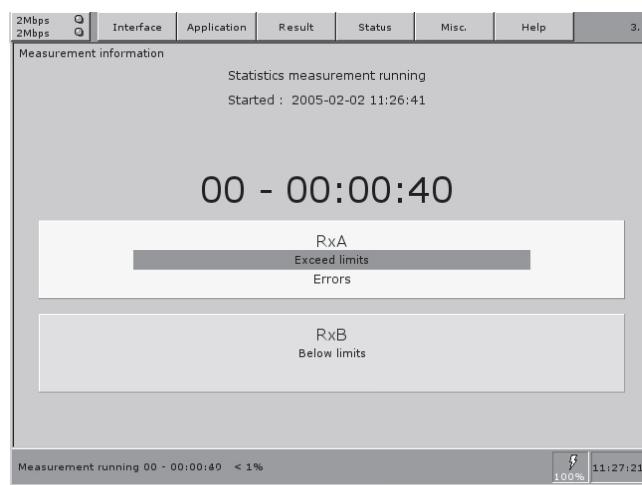 2Mbps
2Mbps
Interface Application Result Status Misc. Help 3.
Measurement information
Statistics measurement running
Started : 2005-02-02 11:26:41
00 - 00:00:40
RxA
Exceed limits
Errors
RxB
Below limits
Measurement running 00 - 00:00:40 < 1%
100%
11:27:21